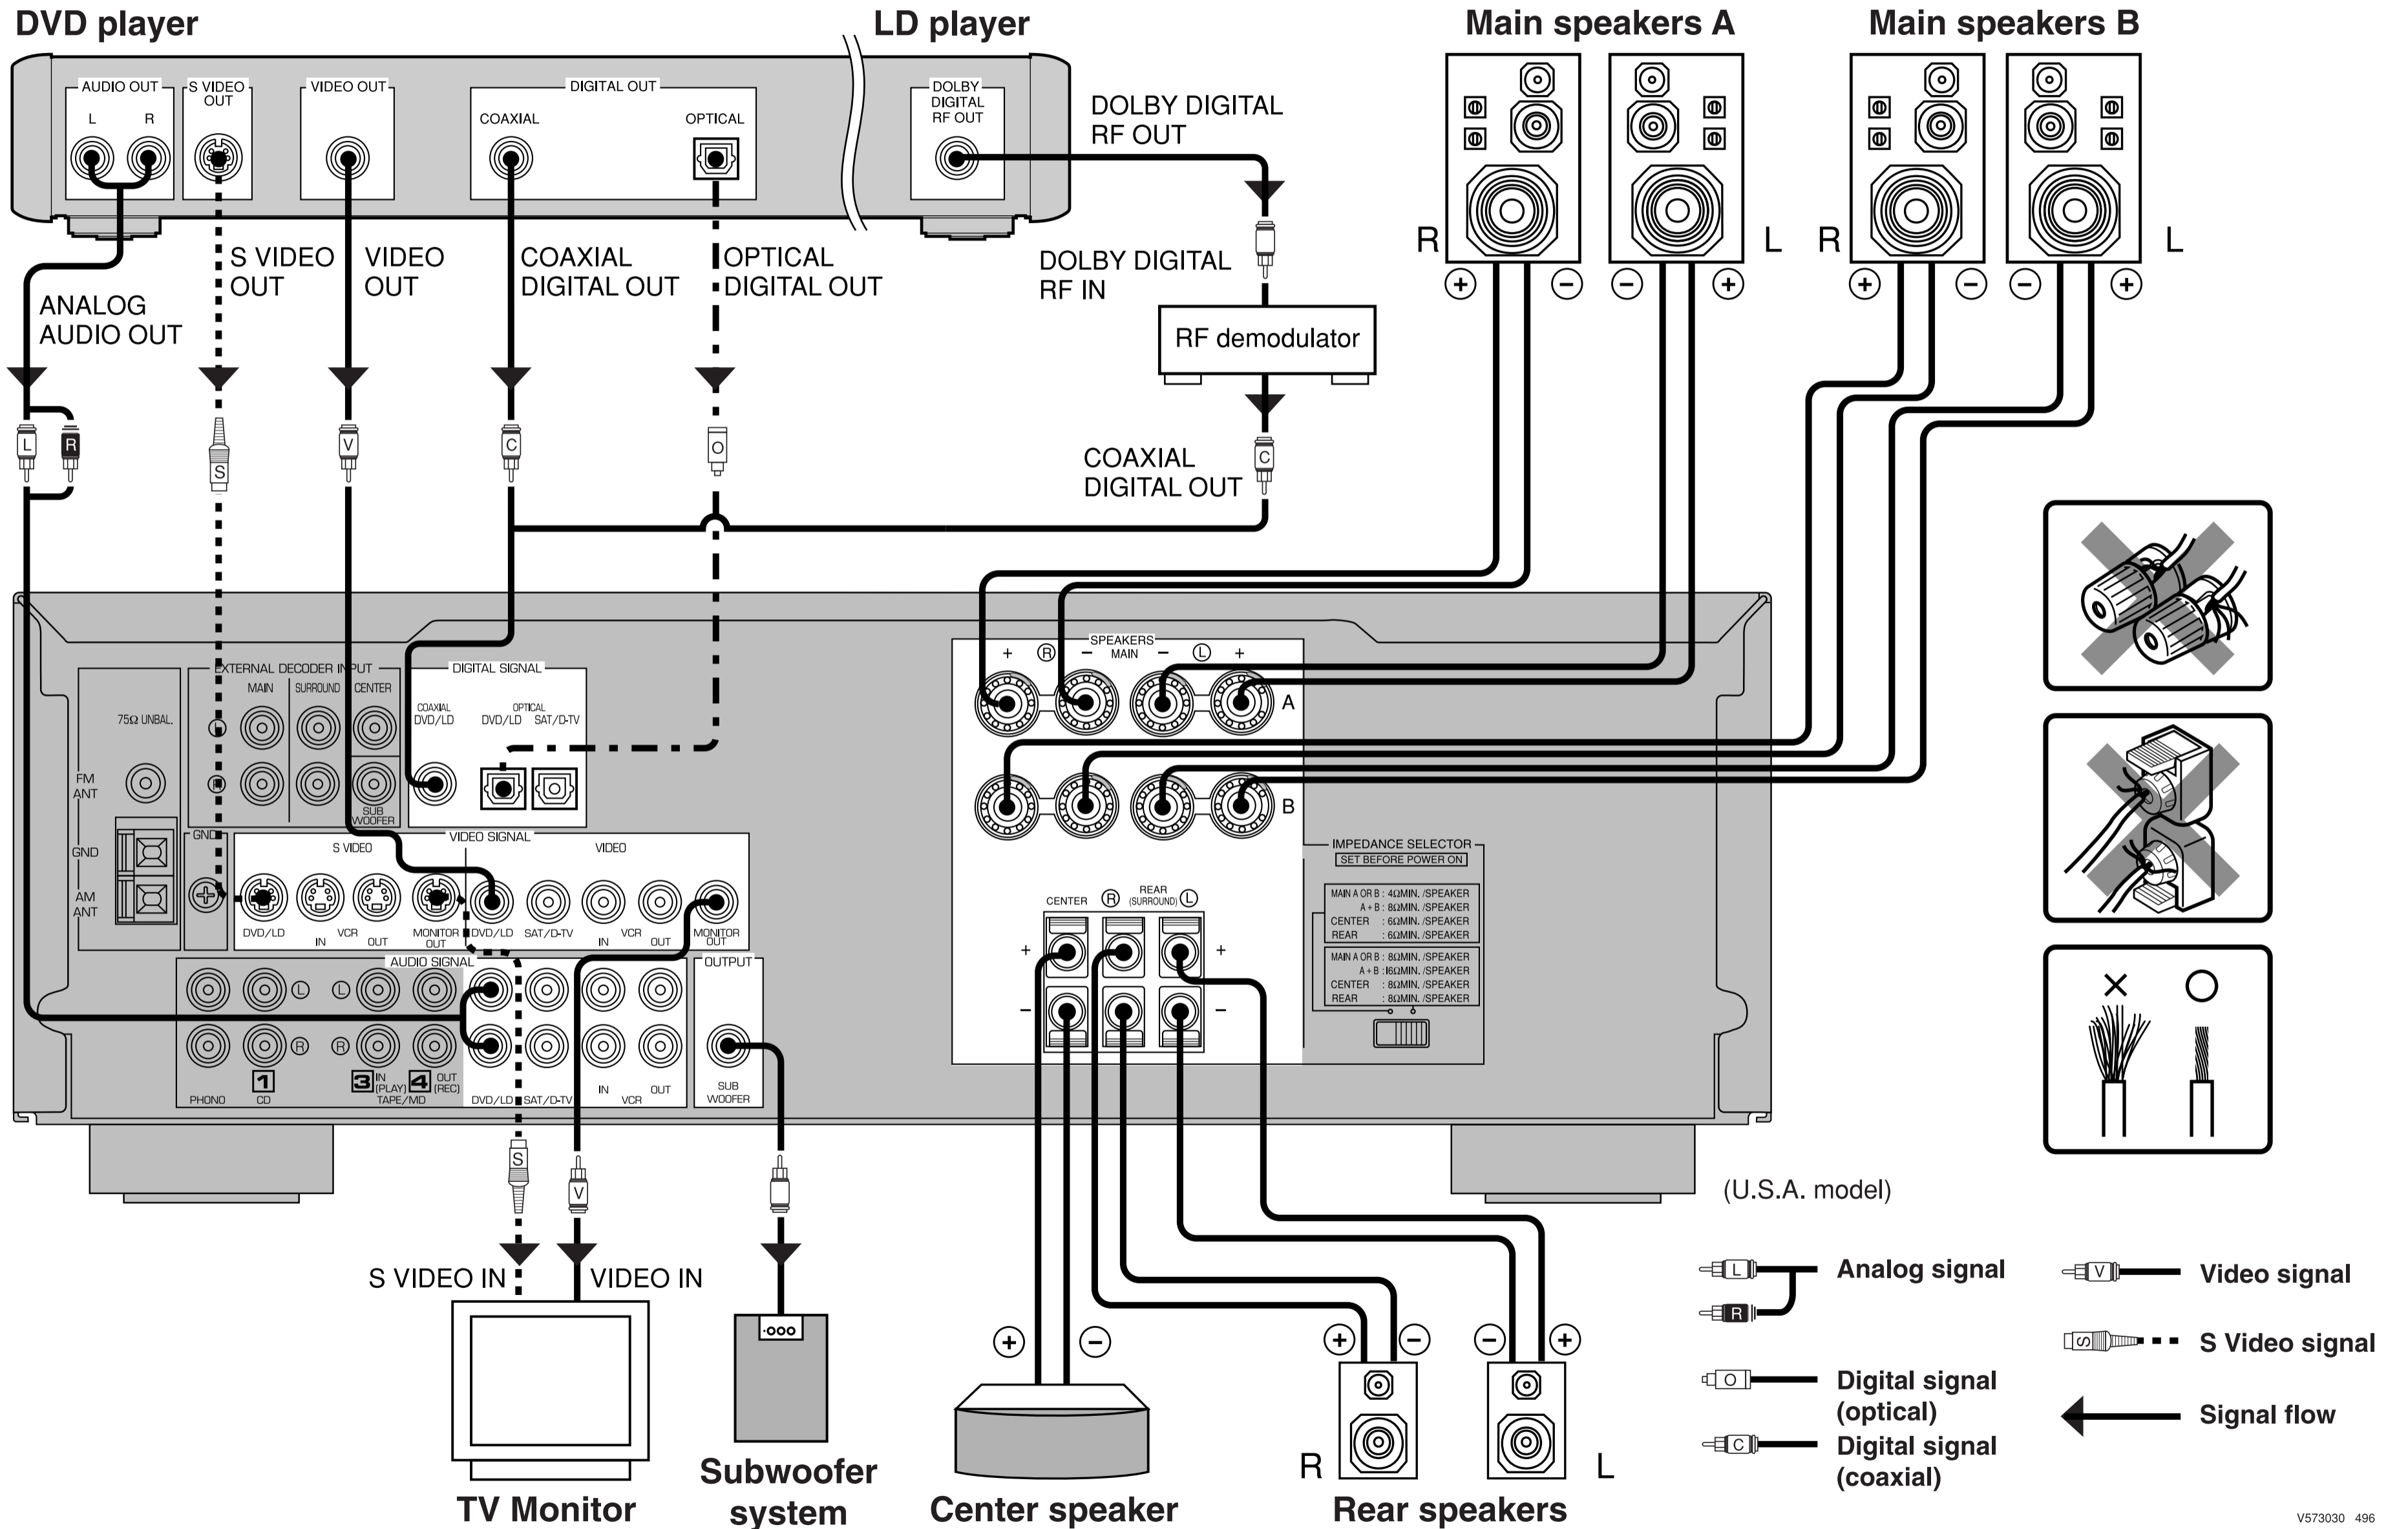 DVD player
LD player
Main speakers A
Main speakers B
AUDIO OUT
L
R
S VIDEO
OUT
VIDEO OUT
DIGITAL OUT
COAXIAL
OPTICAL
DOLBY
DIGITAL
RF OUT
DOLBY DIGITAL
RF OUT
R
L
R
L
+
−
−
+
+
−
−
+
ANALOG
AUDIO OUT
S VIDEO
OUT
VIDEO
OUT
COAXIAL
DIGITAL OUT
OPTICAL
DIGITAL OUT
DOLBY DIGITAL
RF IN
RF demodulator
L
R
S
V
C
O
COAXIAL
DIGITAL OUT
C
EXTERNAL DECODER INPUT
MAIN
SURROUND
CENTER
L
R
SUB
WOOFER
DIGITAL SIGNAL
COAXIAL
DVD/LD
OPTICAL
DVD/LD
SAT/D-TV
75Ω UNBAL.
FM
ANT
GND
AM
ANT
GND
VIDEO SIGNAL
S VIDEO
VIDEO
DVD/LD
VCR
IN
OUT
MONITOR
OUT
DVD/LD
SAT/D-TV
VCR
IN
OUT
MONITOR
OUT
AUDIO SIGNAL
L
L
R
R
1
3
IN
(PLAY)
4
OUT
(REC)
PHONO
CD
TAPE/MD
DVD/LD
SAT/D-TV
IN
OUT
VCR
OUTPUT
SUB
WOOFER
SPEAKERS
MAIN
+ R − − L +
A
B
CENTER
R
REAR
(SURROUND)
L
+
+
−
−
IMPEDANCE SELECTOR
SET BEFORE POWER ON
MAIN A OR B : 4ΩMIN. /SPEAKER
A + B : 8ΩMIN. /SPEAKER
CENTER : 6ΩMIN. /SPEAKER
REAR : 6ΩMIN. /SPEAKER
MAIN A OR B : 8ΩMIN. /SPEAKER
A + B : 16ΩMIN. /SPEAKER
CENTER : 8ΩMIN. /SPEAKER
REAR : 8ΩMIN. /SPEAKER
(U.S.A. model)
S
V
S VIDEO IN
VIDEO IN
TV Monitor
Subwoofer
system
+
−
Center speaker
+
−
−
+
R
L
Rear speakers
L
R
Analog signal
O
Digital signal
(optical)
C
Digital signal
(coaxial)
V
Video signal
S
S Video signal
Signal flow
V573030 496